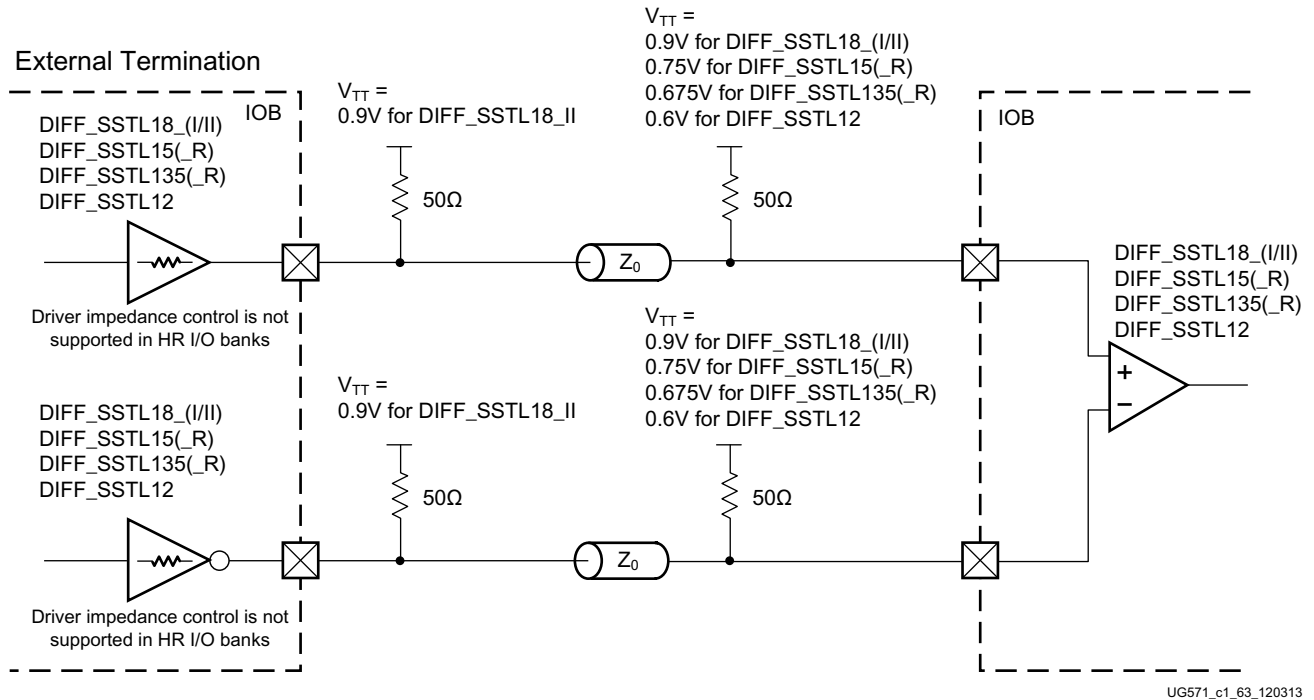 External Termination
IOB
DIFF_SSTL18_(I/II)
DIFF_SSTL15(_R)
DIFF_SSTL135(_R)
DIFF_SSTL12
Driver impedance control is not
supported in HR I/O banks
V_TT =
0.9V for DIFF_SSTL18_II
50Ω
Z_0
V_TT =
0.9V for DIFF_SSTL18_(I/II)
0.75V for DIFF_SSTL15(_R)
0.675V for DIFF_SSTL135(_R)
0.6V for DIFF_SSTL12
50Ω
IOB
DIFF_SSTL18_(I/II)
DIFF_SSTL15(_R)
DIFF_SSTL135(_R)
DIFF_SSTL12
+
−
DIFF_SSTL18_(I/II)
DIFF_SSTL15(_R)
DIFF_SSTL135(_R)
DIFF_SSTL12
Driver impedance control is not
supported in HR I/O banks
V_TT =
0.9V for DIFF_SSTL18_II
50Ω
Z_0
V_TT =
0.9V for DIFF_SSTL18_(I/II)
0.75V for DIFF_SSTL15(_R)
0.675V for DIFF_SSTL135(_R)
0.6V for DIFF_SSTL12
50Ω
UG571_c1_63_120313